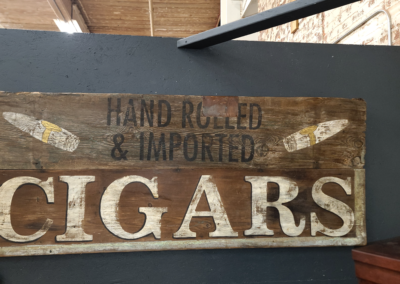 HAND ROLLED
& IMPORTED
CIGARS